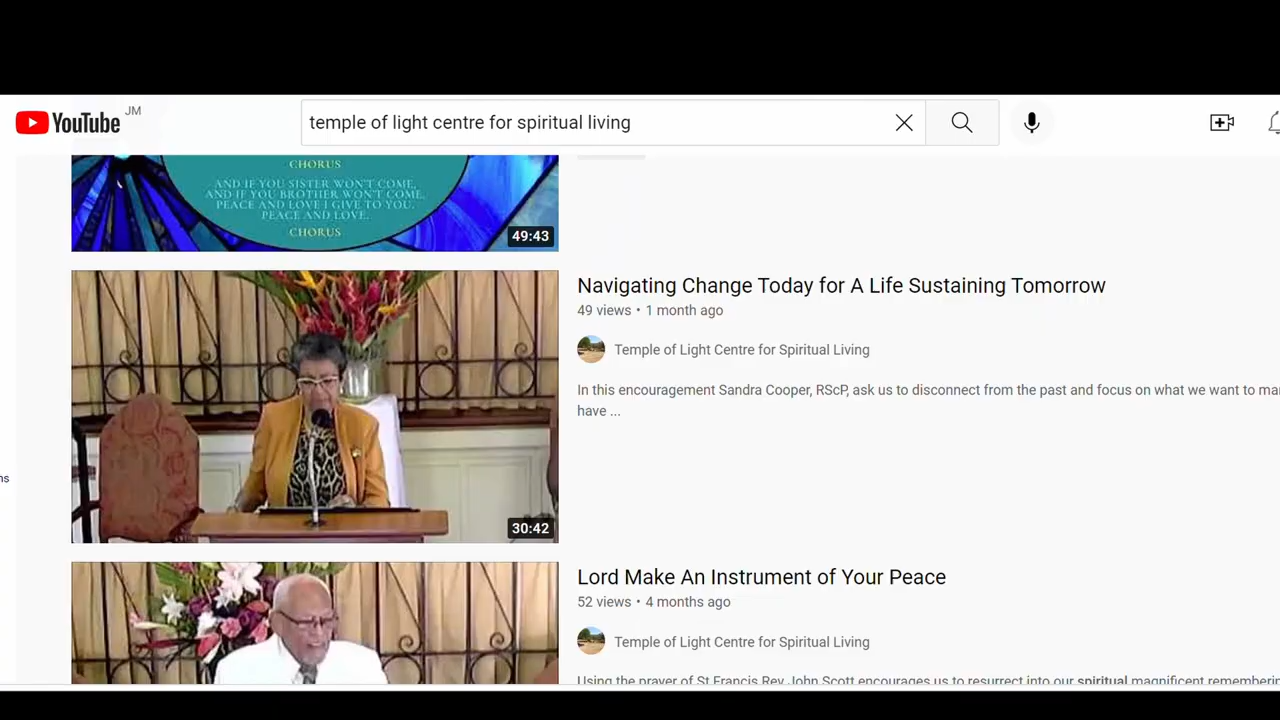 YouTube JM
temple of light centre for spiritual living
CHORUS
AND IF YOU SISTER WON'T COME,
AND IF YOU BROTHER WON'T COME,
PEACE AND LOVE I GIVE TO YOU.
PEACE AND LOVE.
CHORUS
49:43
Navigating Change Today for A Life Sustaining Tomorrow
49 views • 1 month ago
Temple of Light Centre for Spiritual Living
In this encouragement Sandra Cooper, RScP, ask us to disconnect from the past and focus on what we want to
have ...
30:42
Lord Make An Instrument of Your Peace
52 views • 4 months ago
Temple of Light Centre for Spiritual Living
Using the prayer of St Francis Rev. John Scott encourages us to resurrect into our spiritual magnificent